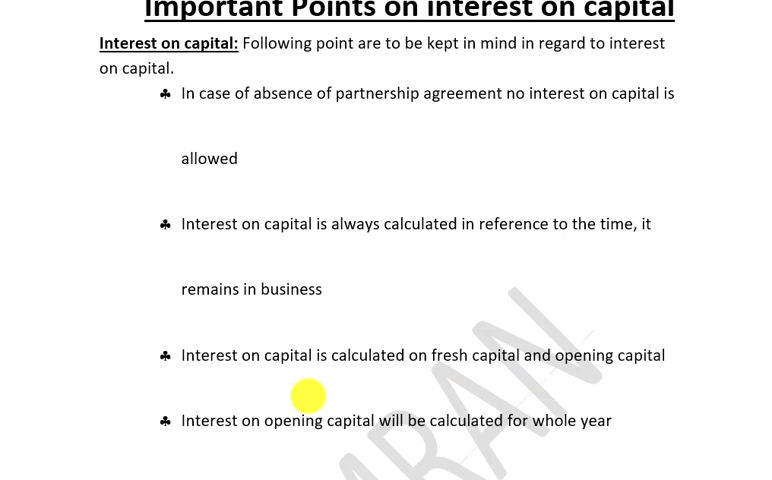 Important Points on interest on capital
Interest on capital: Following point are to be kept in mind in regard to interest
on capital.
♣ In case of absence of partnership agreement no interest on capital is
allowed
♣ Interest on capital is always calculated in reference to the time, it
remains in business
♣ Interest on capital is calculated on fresh capital and opening capital
♣ Interest on opening capital will be calculated for whole year